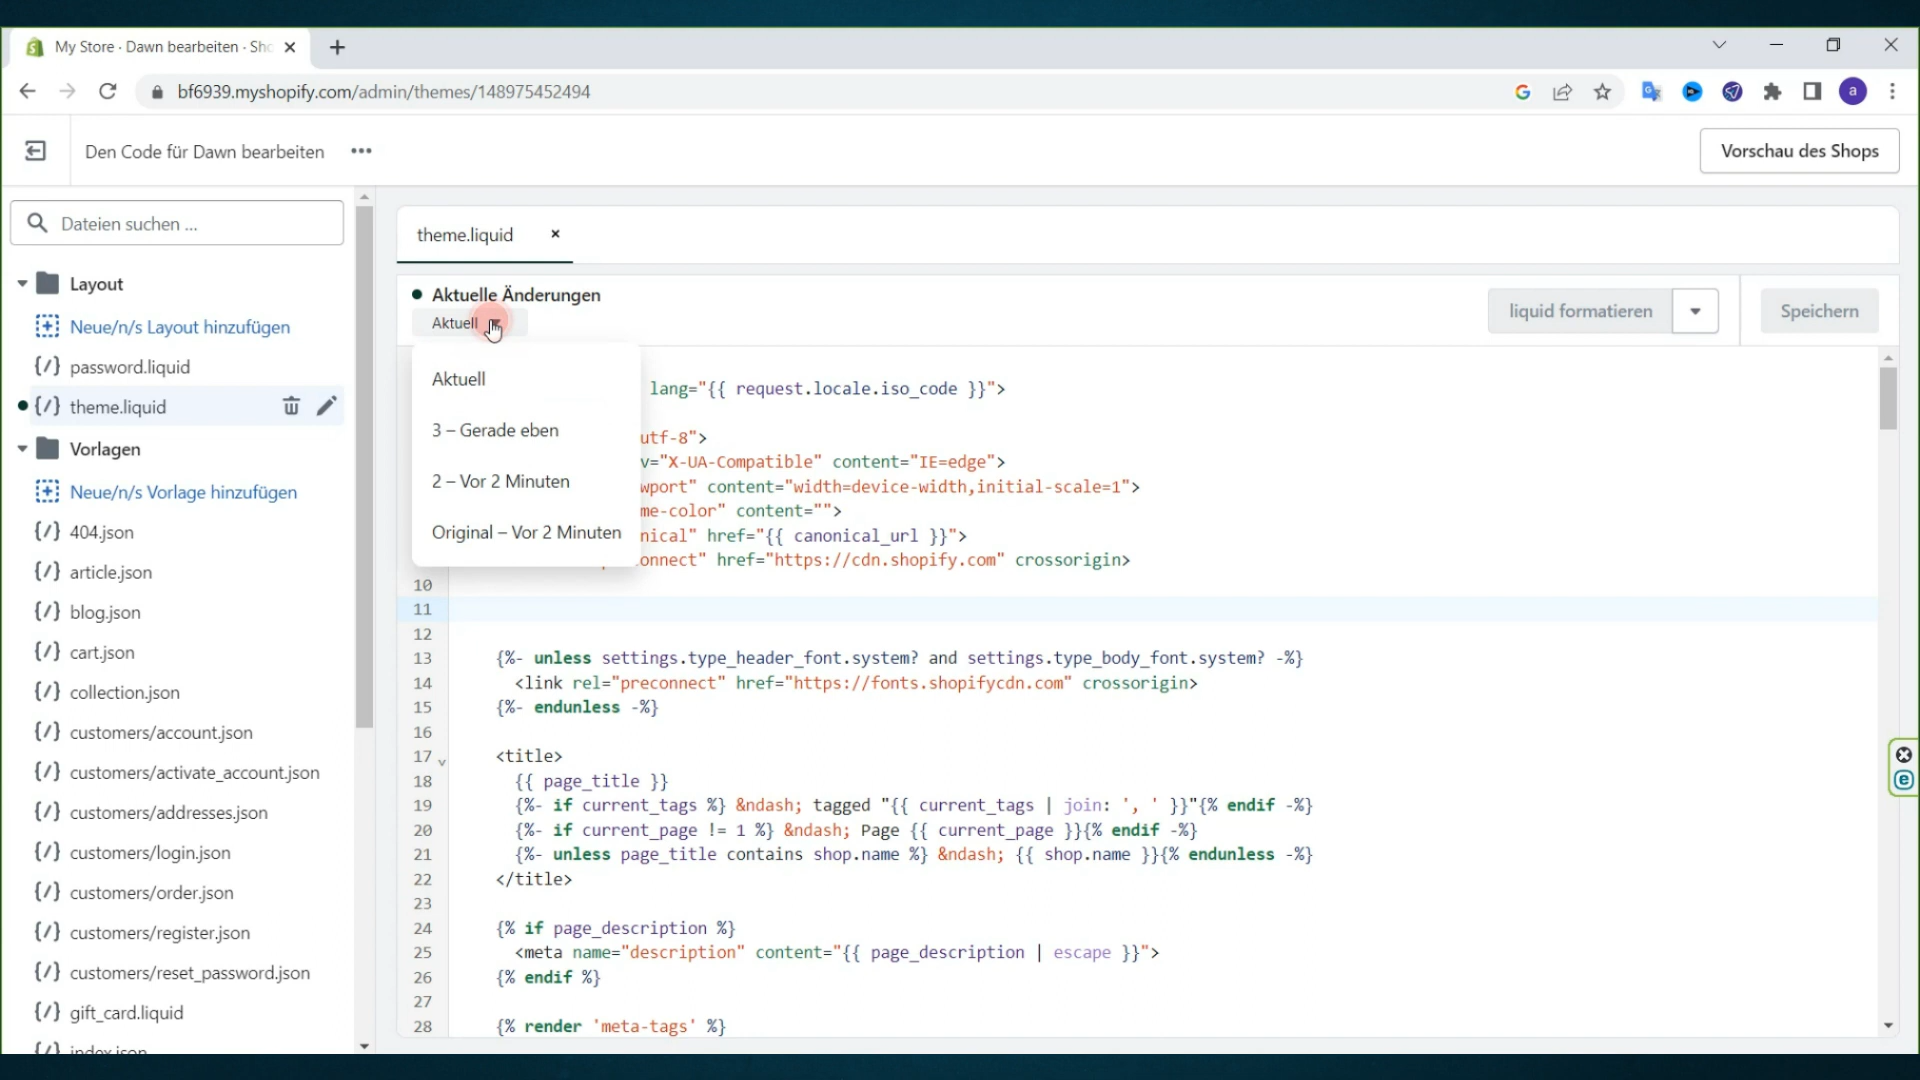 My Store · Dawn bearbeiten · Sho
bf6939.myshopify.com/admin/themes/148975452494
a
Den Code für Dawn bearbeiten
Vorschau des Shops
Dateien suchen ...
Layout
Neue/n/s Layout hinzufügen
{/} password.liquid
{/} theme.liquid
Vorlagen
Neue/n/s Vorlage hinzufügen
{/} 404.json
{/} article.json
{/} blog.json
{/} cart.json
{/} collection.json
{/} customers/account.json
{/} customers/activate_account.json
{/} customers/addresses.json
{/} customers/login.json
{/} customers/order.json
{/} customers/register.json
{/} customers/reset_password.json
{/} gift_card.liquid
{/} index.json
theme.liquid
Aktuelle Änderungen
Aktuell
liquid formatieren
Speichern
Aktuell
3 – Gerade eben
2 – Vor 2 Minuten
Original – Vor 2 Minuten
lang="{{ request.locale.iso_code }}">
utf-8">
v="X-UA-Compatible" content="IE=edge">
wport" content="width=device-width,initial-scale=1">
me-color" content="">
nical" href="{{ canonical_url }}">
onnect" href="https://cdn.shopify.com" crossorigin>
10
11
12
13 {%- unless settings.type_header_font.system? and settings.type_body_font.system? -%}
14 <link rel="preconnect" href="https://fonts.shopifycdn.com" crossorigin>
15 {%- endunless -%}
16
17 <title>
18 {{ page_title }}
19 {%- if current_tags %} &ndash; tagged "{{ current_tags | join: ', ' }}"{% endif -%}
20 {%- if current_page != 1 %} &ndash; Page {{ current_page }}{% endif -%}
21 {%- unless page_title contains shop.name %} &ndash; {{ shop.name }}{% endunless -%}
22 </title>
23
24 {% if page_description %}
25 <meta name="description" content="{{ page_description | escape }}">
26 {% endif %}
27
28 {% render 'meta-tags' %}